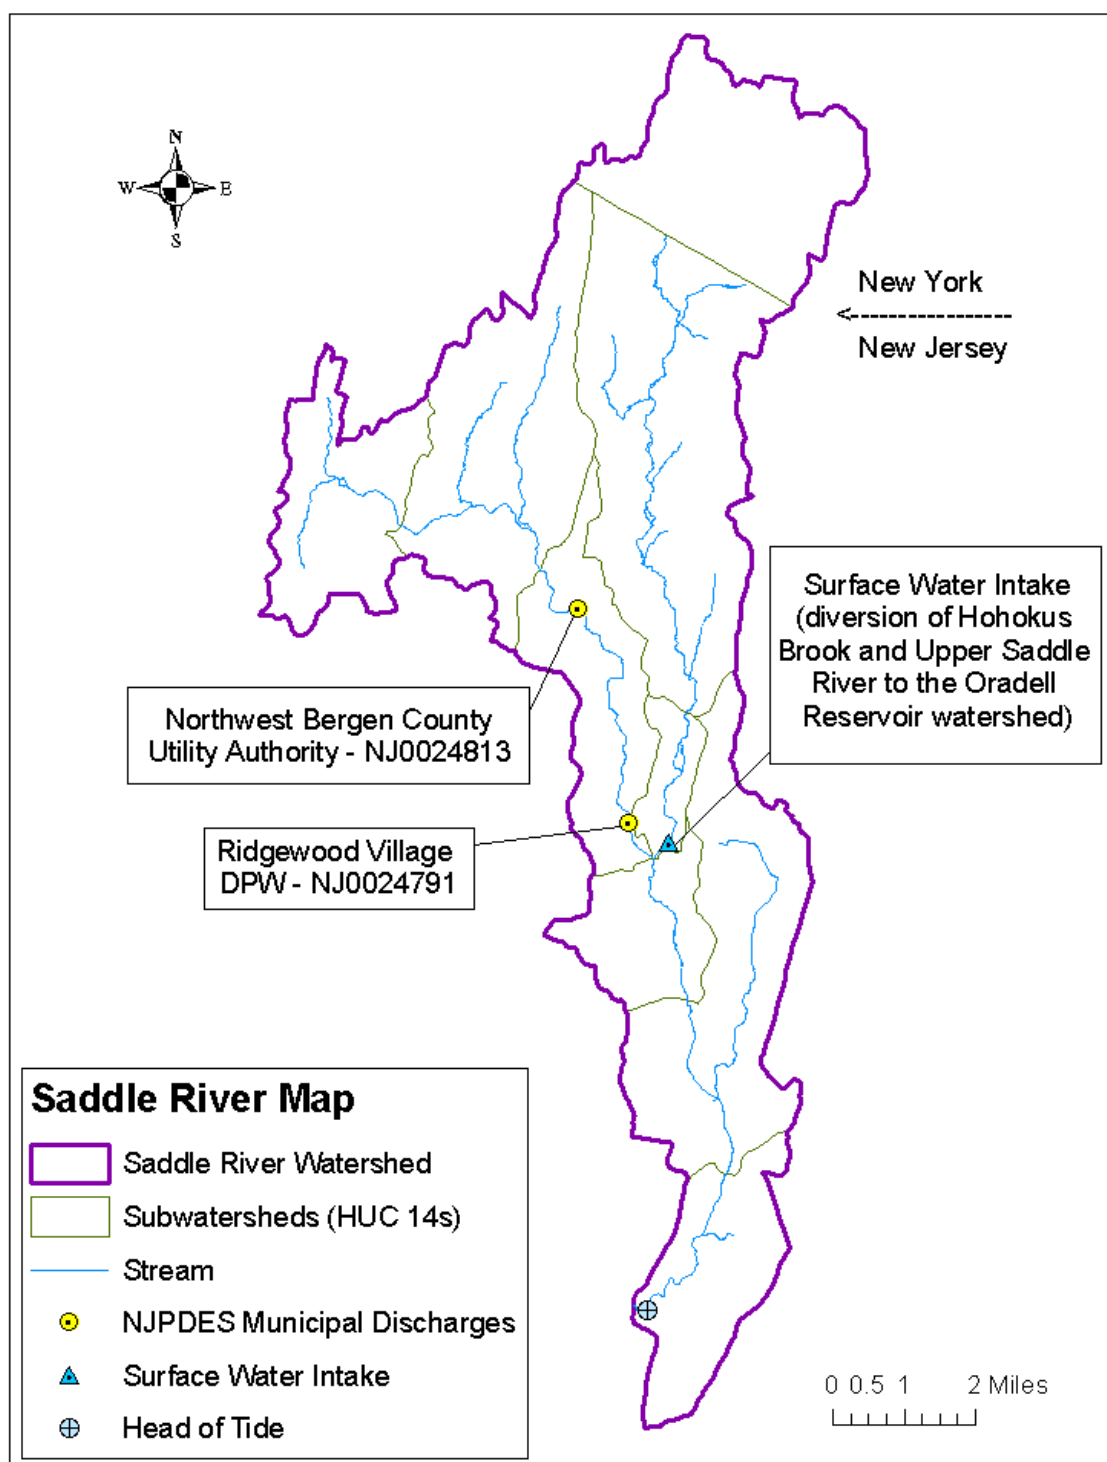 N
W E
S
New York
<-----------------
New Jersey
Surface Water Intake
(diversion of Hohokus
Brook and Upper Saddle
River to the Oradell
Reservoir watershed)
Northwest Bergen County
Utility Authority - NJ0024813
Ridgewood Village
DPW - NJ0024791
Saddle River Map
Saddle River Watershed
Subwatersheds (HUC 14s)
Stream
NJPDES Municipal Discharges
Surface Water Intake
Head of Tide
0 0.5 1 2 Miles